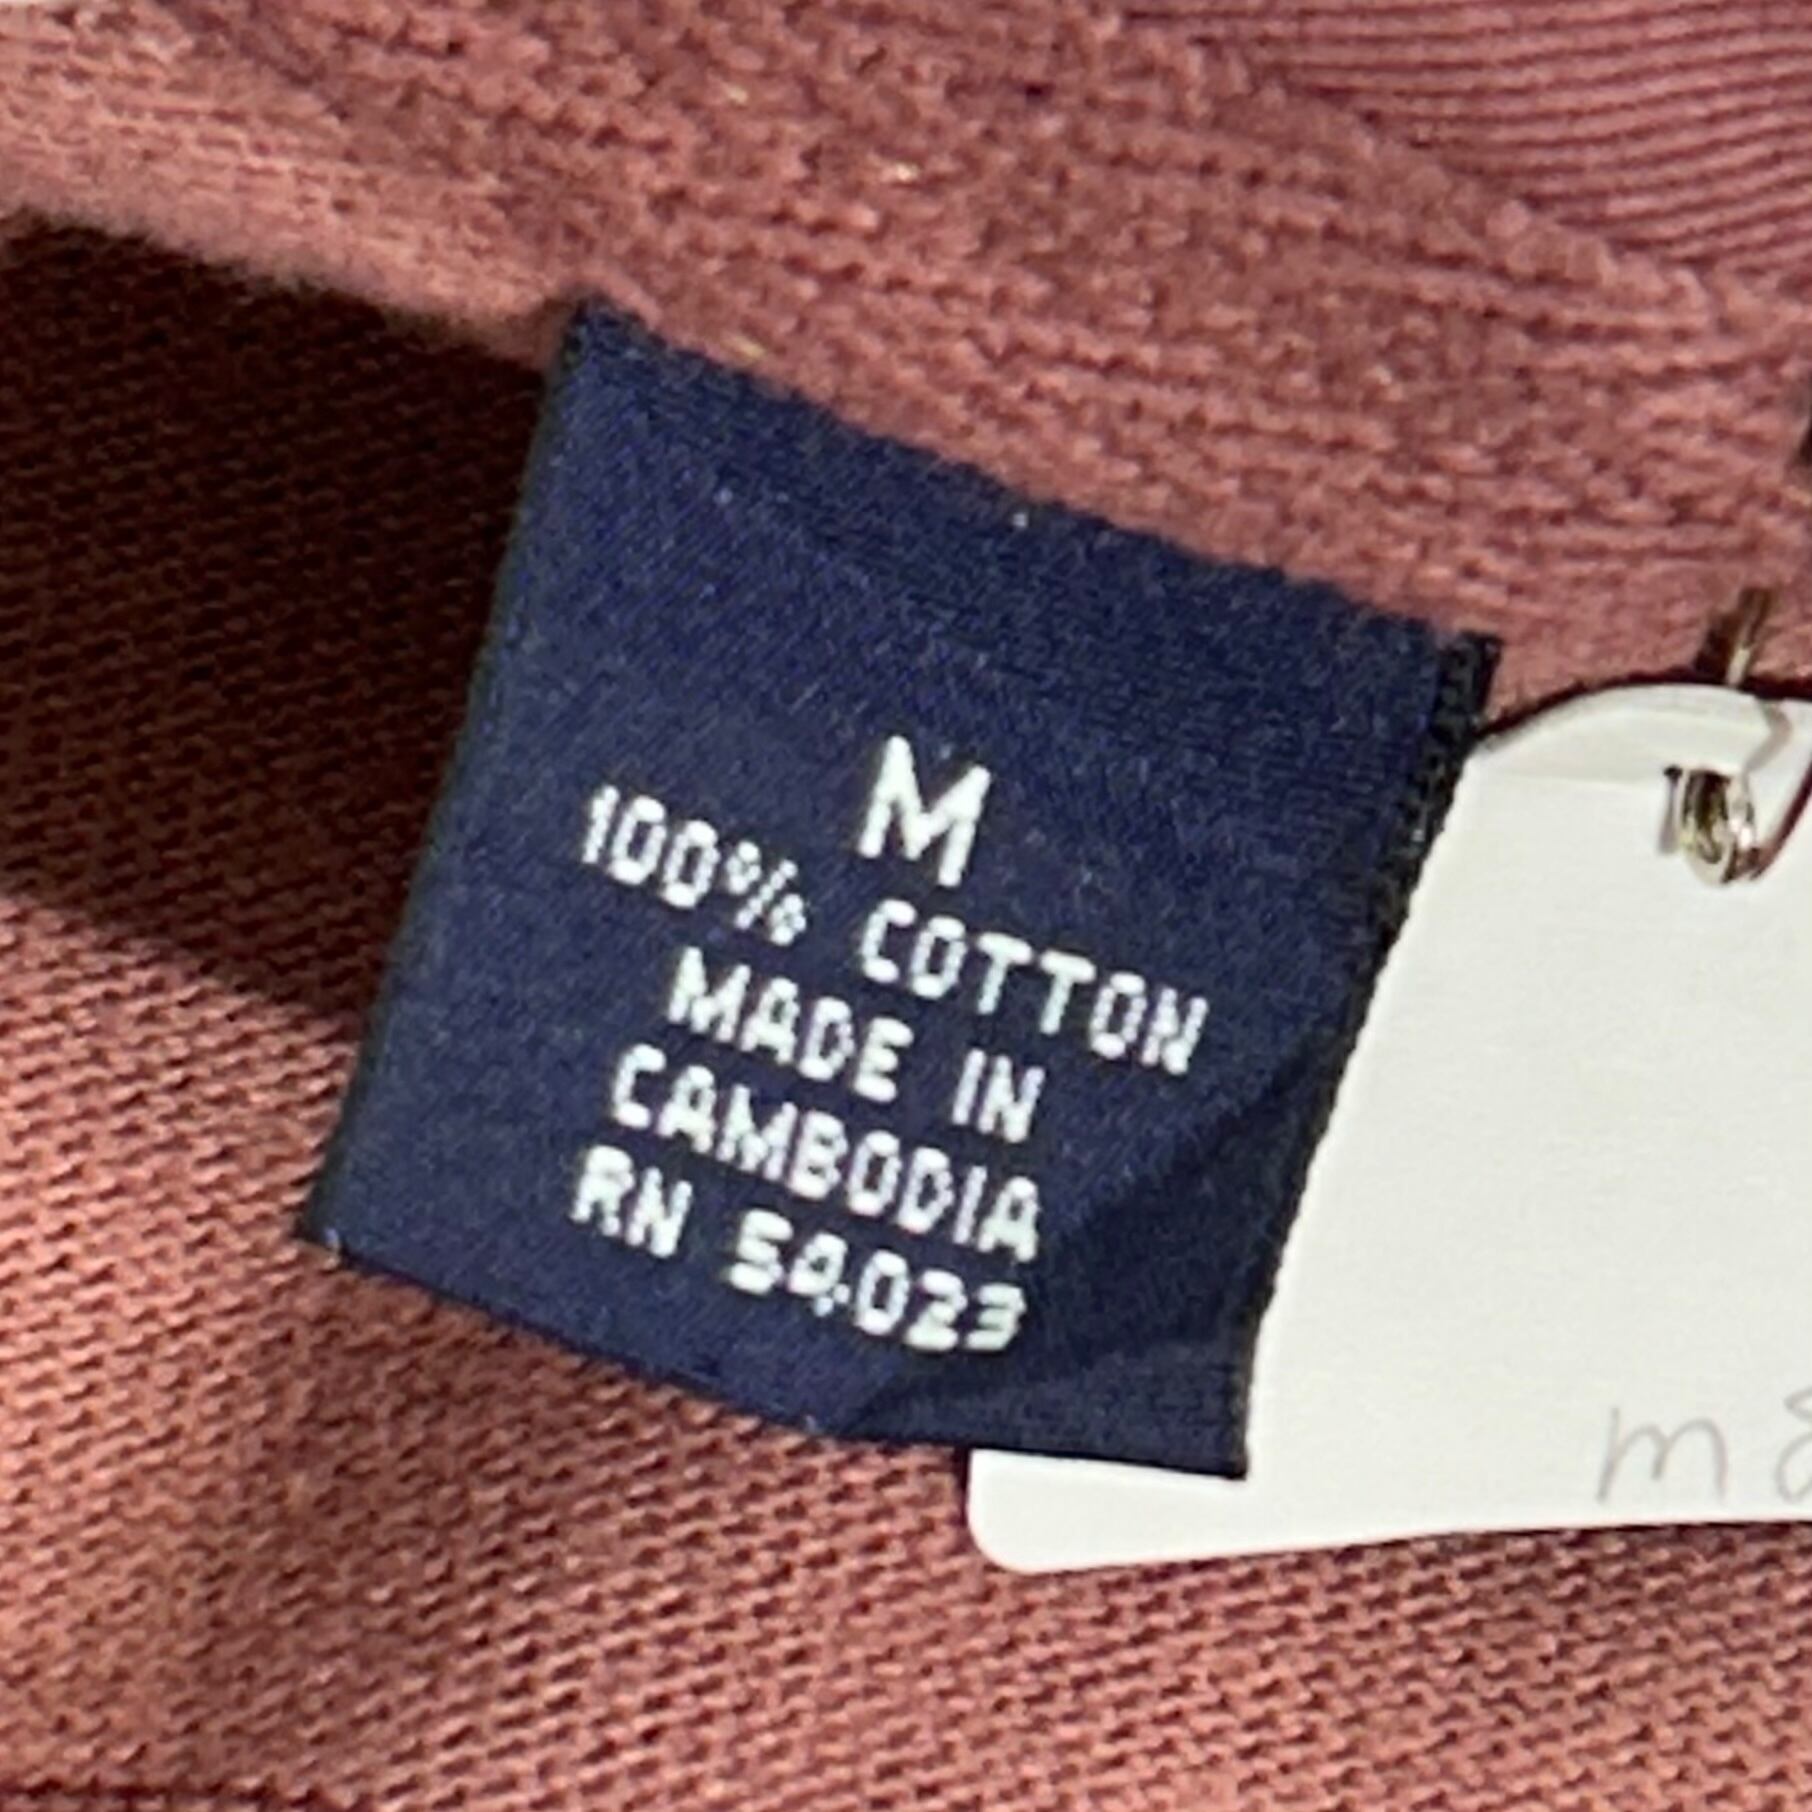 M
100% COTTON
MADE IN
CAMBODIA
RN 54023